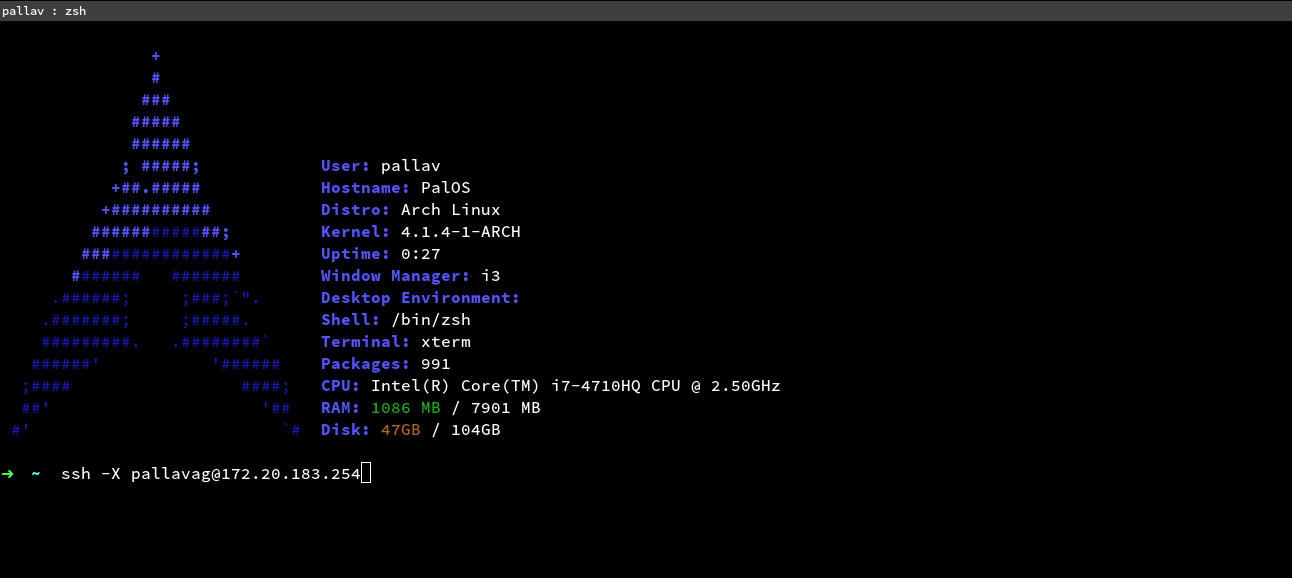 pallav : zsh
+
#
###
#####
######
; #####; User: pallav
+##.##### Hostname: PalOS
+########## Distro: Arch Linux
#############; Kernel: 4.1.4-1-ARCH
###############+ Uptime: 0:27
####### ####### Window Manager: i3
.######; ;###;`". Desktop Environment:
.#######; ;#####. Shell: /bin/zsh
#########. .########` Terminal: xterm
######' '###### Packages: 991
;#### ####; CPU: Intel(R) Core(TM) i7-4710HQ CPU @ 2.50GHz
##' '## RAM: 1086 MB / 7901 MB
#' `# Disk: 47GB / 104GB
➜ ~ ssh -X pallavag@172.20.183.254